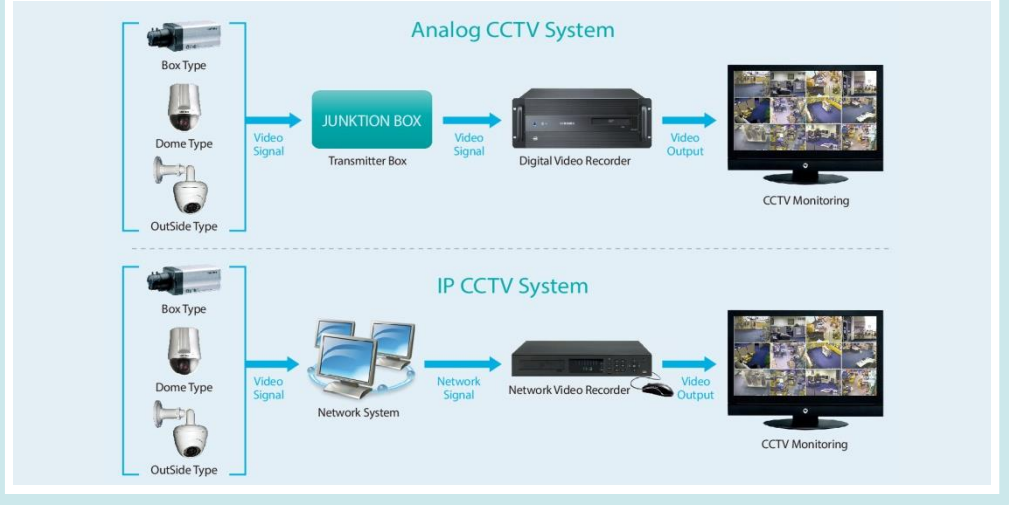 Analog CCTV System
Box Type
Dome Type
OutSide Type
Video
Signal
JUNKTION BOX
Transmitter Box
Video
Signal
Digital Video Recorder
Video
Output
CCTV Monitoring
IP CCTV System
Box Type
Dome Type
OutSide Type
Video
Signal
Network System
Network
Signal
Network Video Recorder
Video
Output
CCTV Monitoring